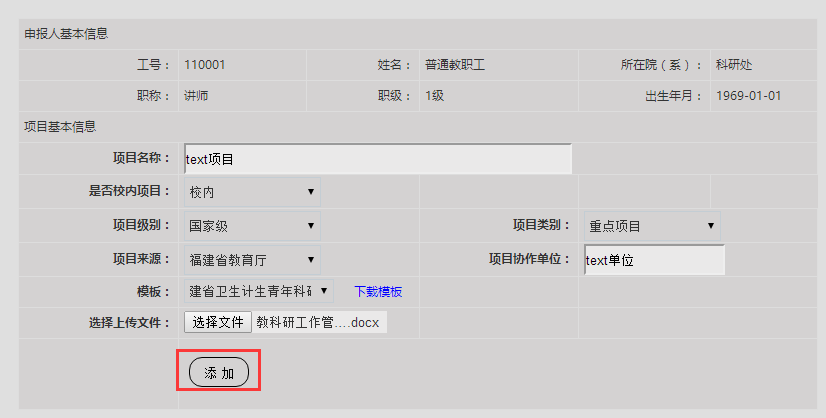 申报人基本信息
工号： 110001 姓名： 普通教职工 所在院（系）： 科研处
职称： 讲师 职级： 1级 出生年月： 1969-01-01
项目基本信息
项目名称： text项目
是否校内项目： 校内
项目级别： 国家级 项目类别： 重点项目
项目来源： 福建省教育厅 项目协作单位： text单位
模板： 建省卫生计生青年科研 下载模板
选择上传文件： 选择文件 教科研工作管....docx
添 加